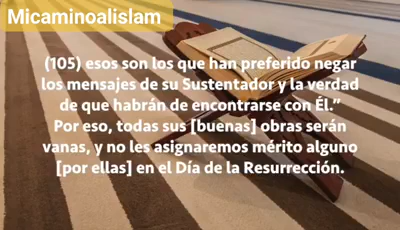 Micaminoalislam
(105) esos son los que han preferido negar
los mensajes de su Sustentador y la verdad
de que habrán de encontrarse con Él.”
Por eso, todas sus [buenas] obras serán
vanas, y no les asignaremos mérito alguno
[por ellas] en el Día de la Resurrección.